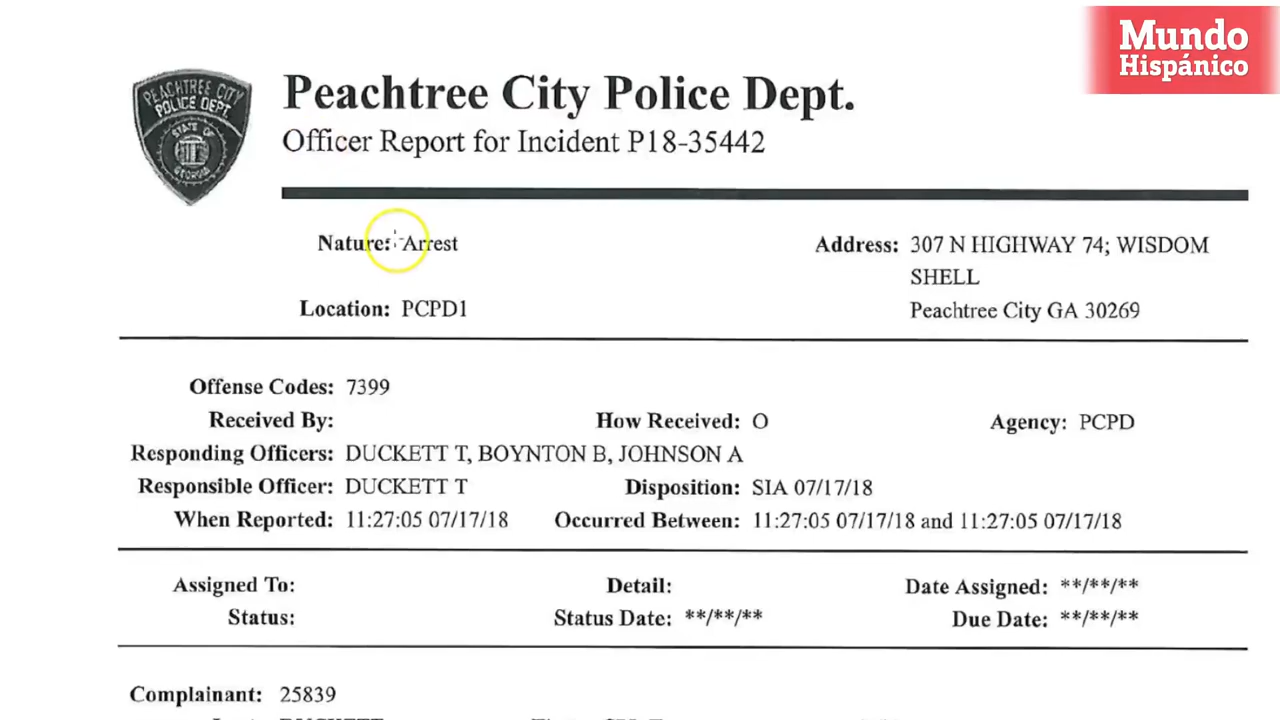 Mundo
Hispánico
PEACHTREE CITY
POLICE DEPT.
STATE OF
GEORGIA
Peachtree City Police Dept.
Officer Report for Incident P18-35442
Nature: Arrest
Address: 307 N HIGHWAY 74; WISDOM
SHELL
Location: PCPD1
Peachtree City GA 30269
Offense Codes: 7399
Received By: How Received: O Agency: PCPD
Responding Officers: DUCKETT T, BOYNTON B, JOHNSON A
Responsible Officer: DUCKETT T Disposition: SIA 07/17/18
When Reported: 11:27:05 07/17/18 Occurred Between: 11:27:05 07/17/18 and 11:27:05 07/17/18
Assigned To: Detail: Date Assigned: **/**/**
Status: Status Date: **/**/** Due Date: **/**/**
Complainant: 25839